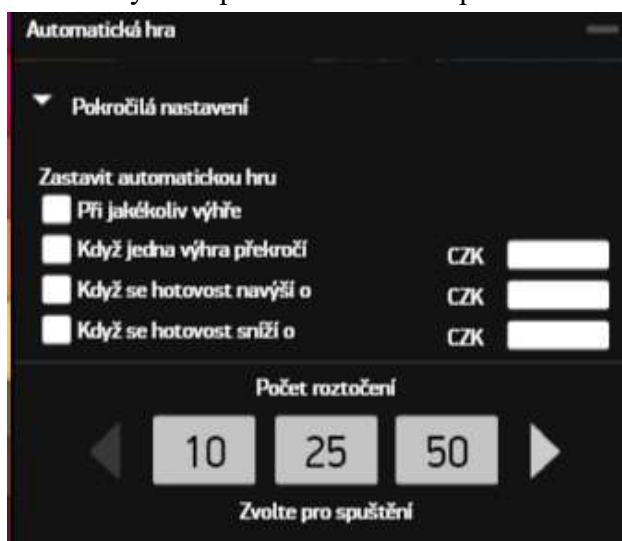 Automatická hra
Pokročilá nastavení
Zastavit automatickou hru
Při jakékoliv výhře
Když jedna výhra překročí CZK
Když se hotovost navýší o CZK
Když se hotovost sníží o CZK
Počet roztočení
10 25 50
Zvolte pro spuštění